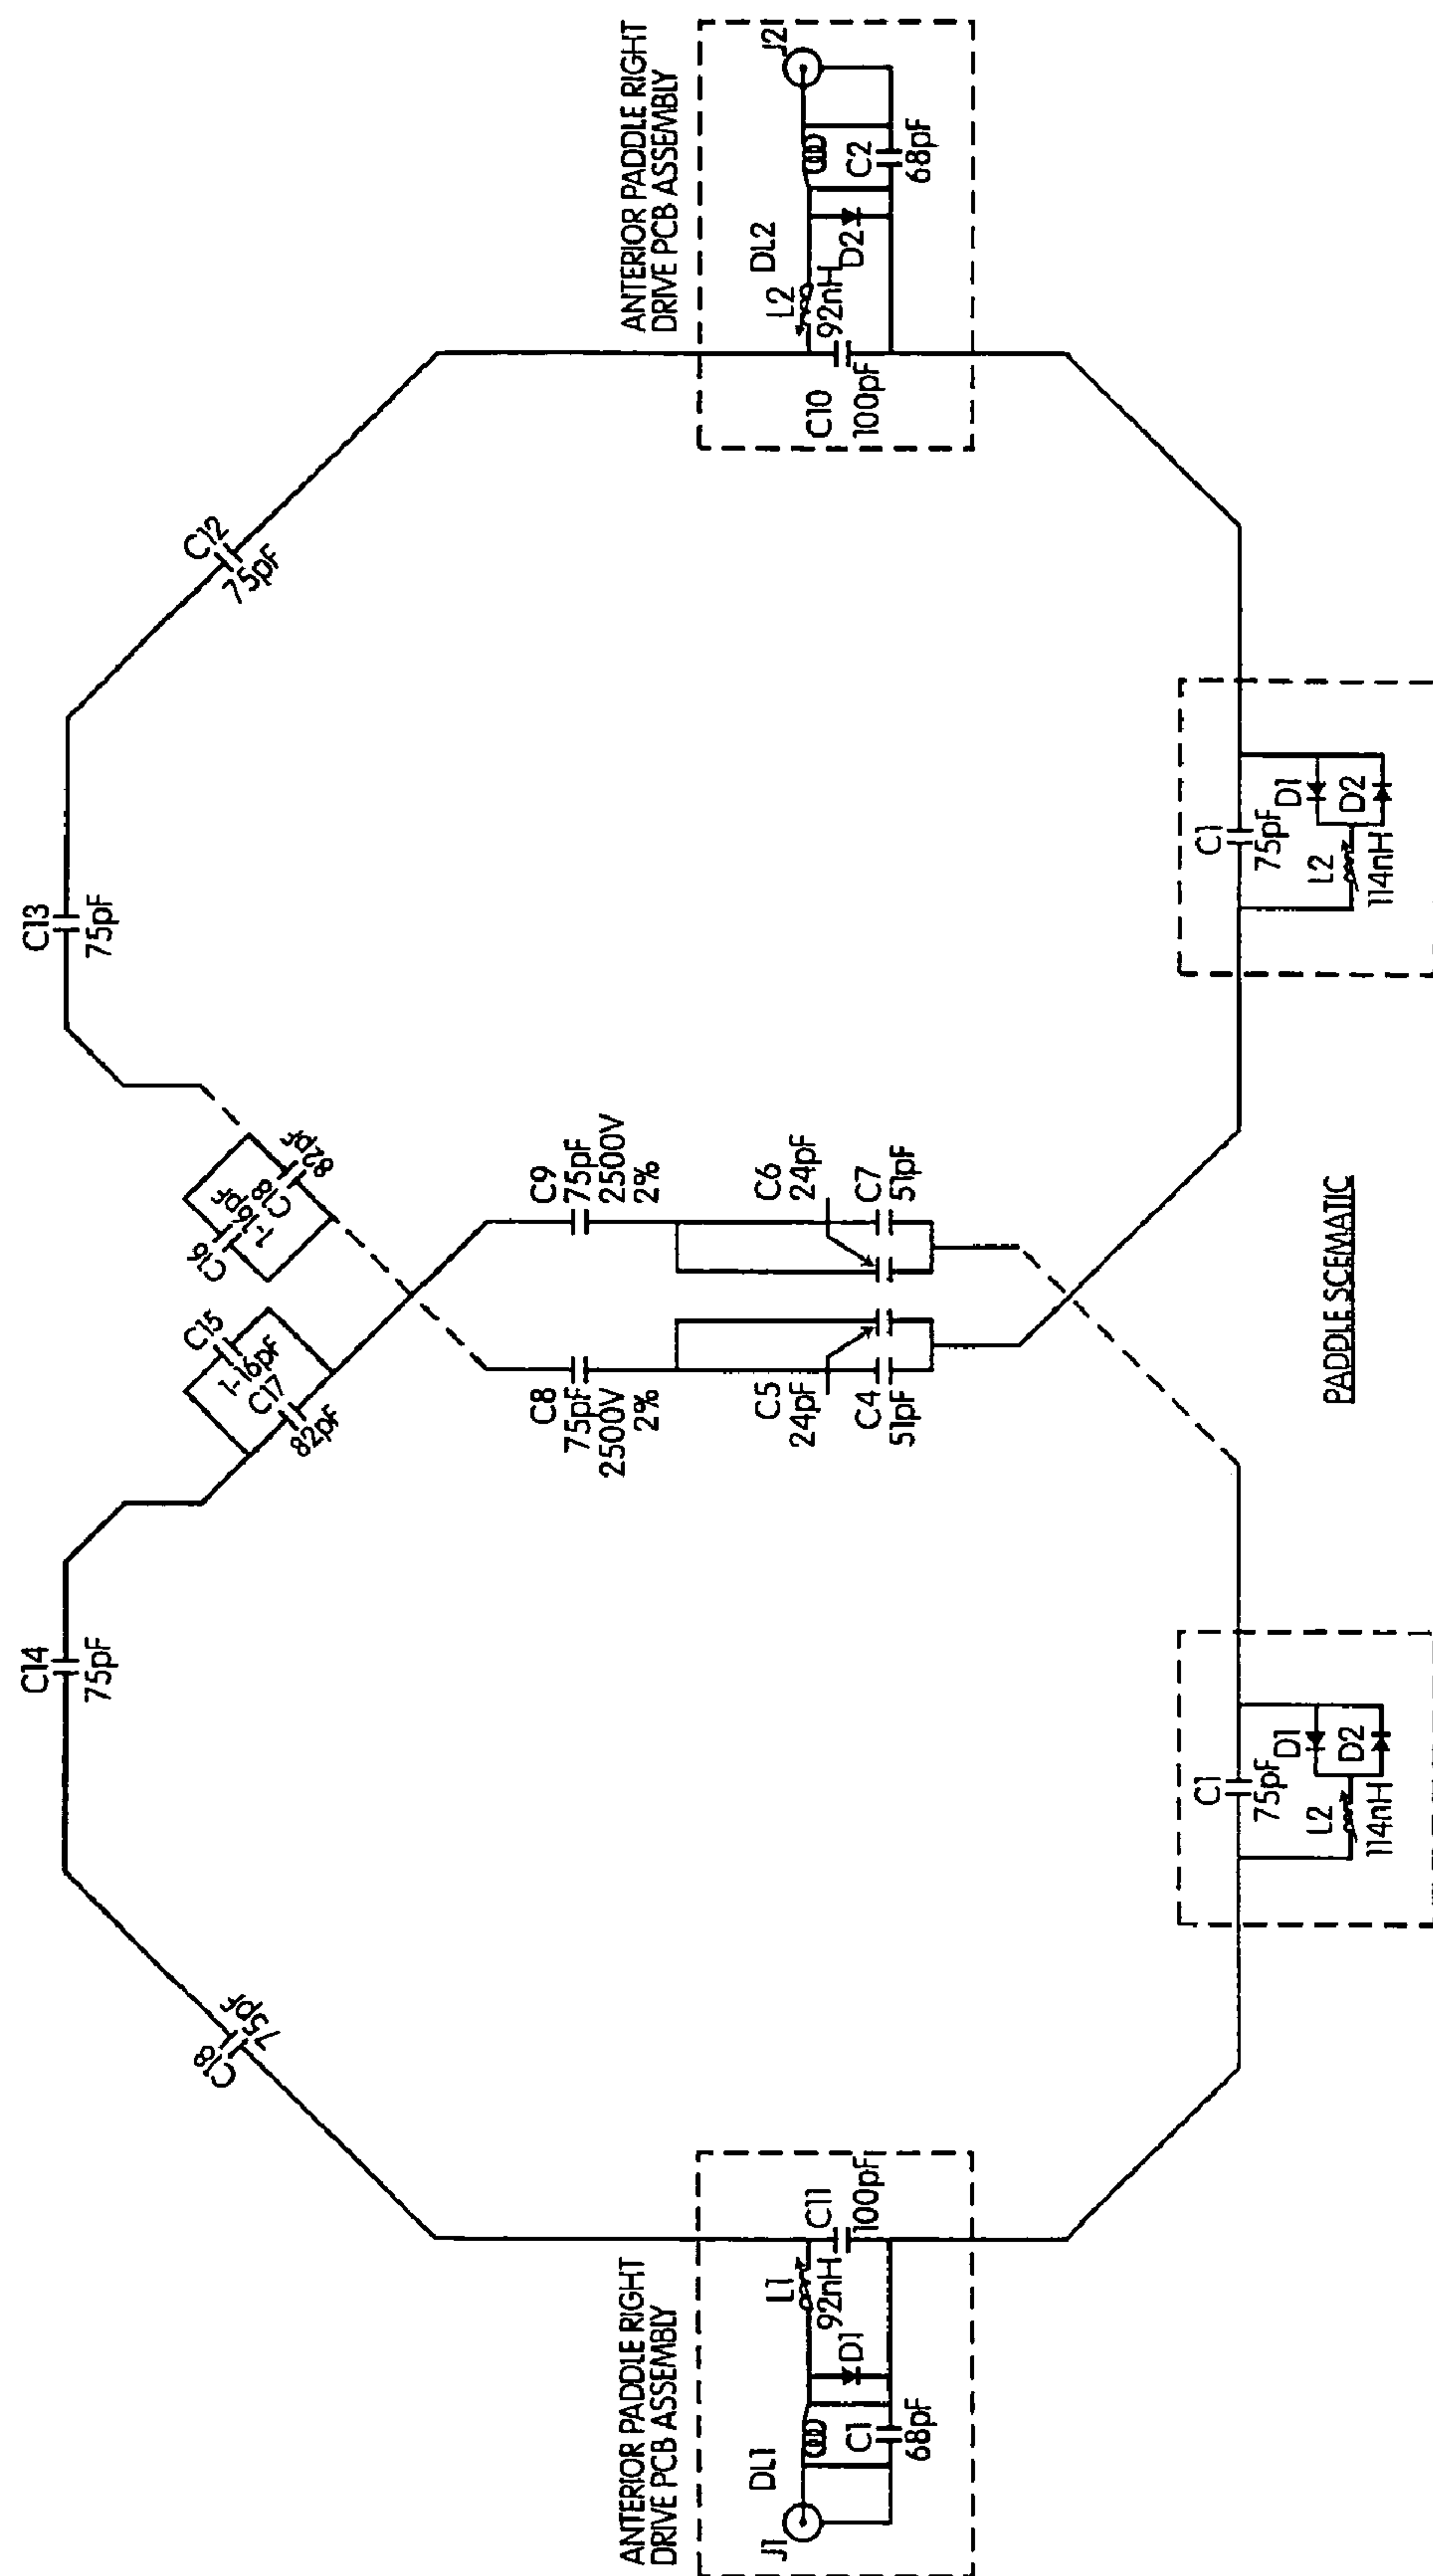 ANTERIOR PADDLE RIGHT
DRIVE PCB ASSEMBLY
J1
DL1
C1
68pF
D1
L1
92nH
C11
100pF
C18
75pF
C14
75pF
C15
1-16pF
C17
82pF
C16
1-16pF
C18
82pF
C13
75pF
C12
75pF
C8
75pF
2500V
2%
C9
75pF
2500V
2%
C5
24pF
C4
51pF
C6
24pF
C7
51pF
ANTERIOR PADDLE RIGHT
DRIVE PCB ASSEMBLY
J2
DL2
C2
68pF
D2
L2
92nH
C10
100pF
C1
75pF
L2
114nH
D1
D2
C1
75pF
L2
114nH
D1
D2
PADDLE SCEMATIC